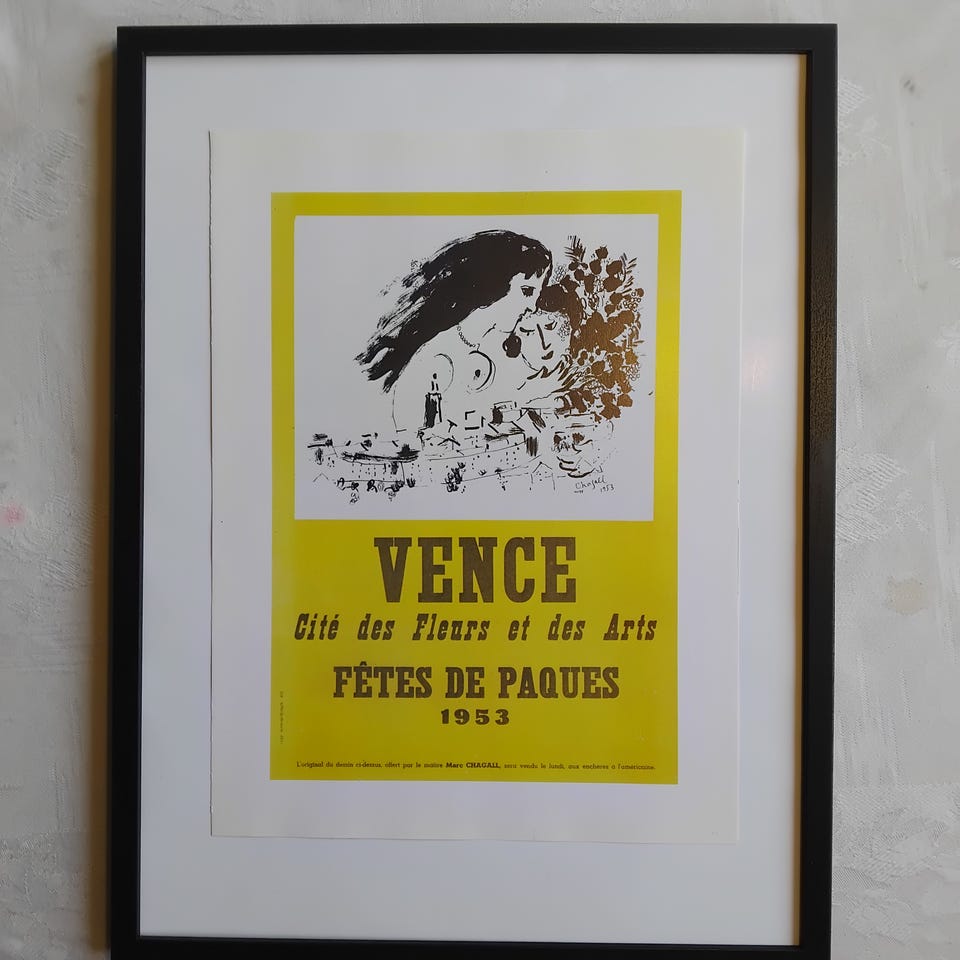 Chagall
1953
VENCE
Cité des Fleurs et des Arts
FÊTES DE PAQUES
1953
L'original du dessin ci-dessus, offert par le maître Marc CHAGALL, sera vendu le lundi, aux enchères à l'américaine.